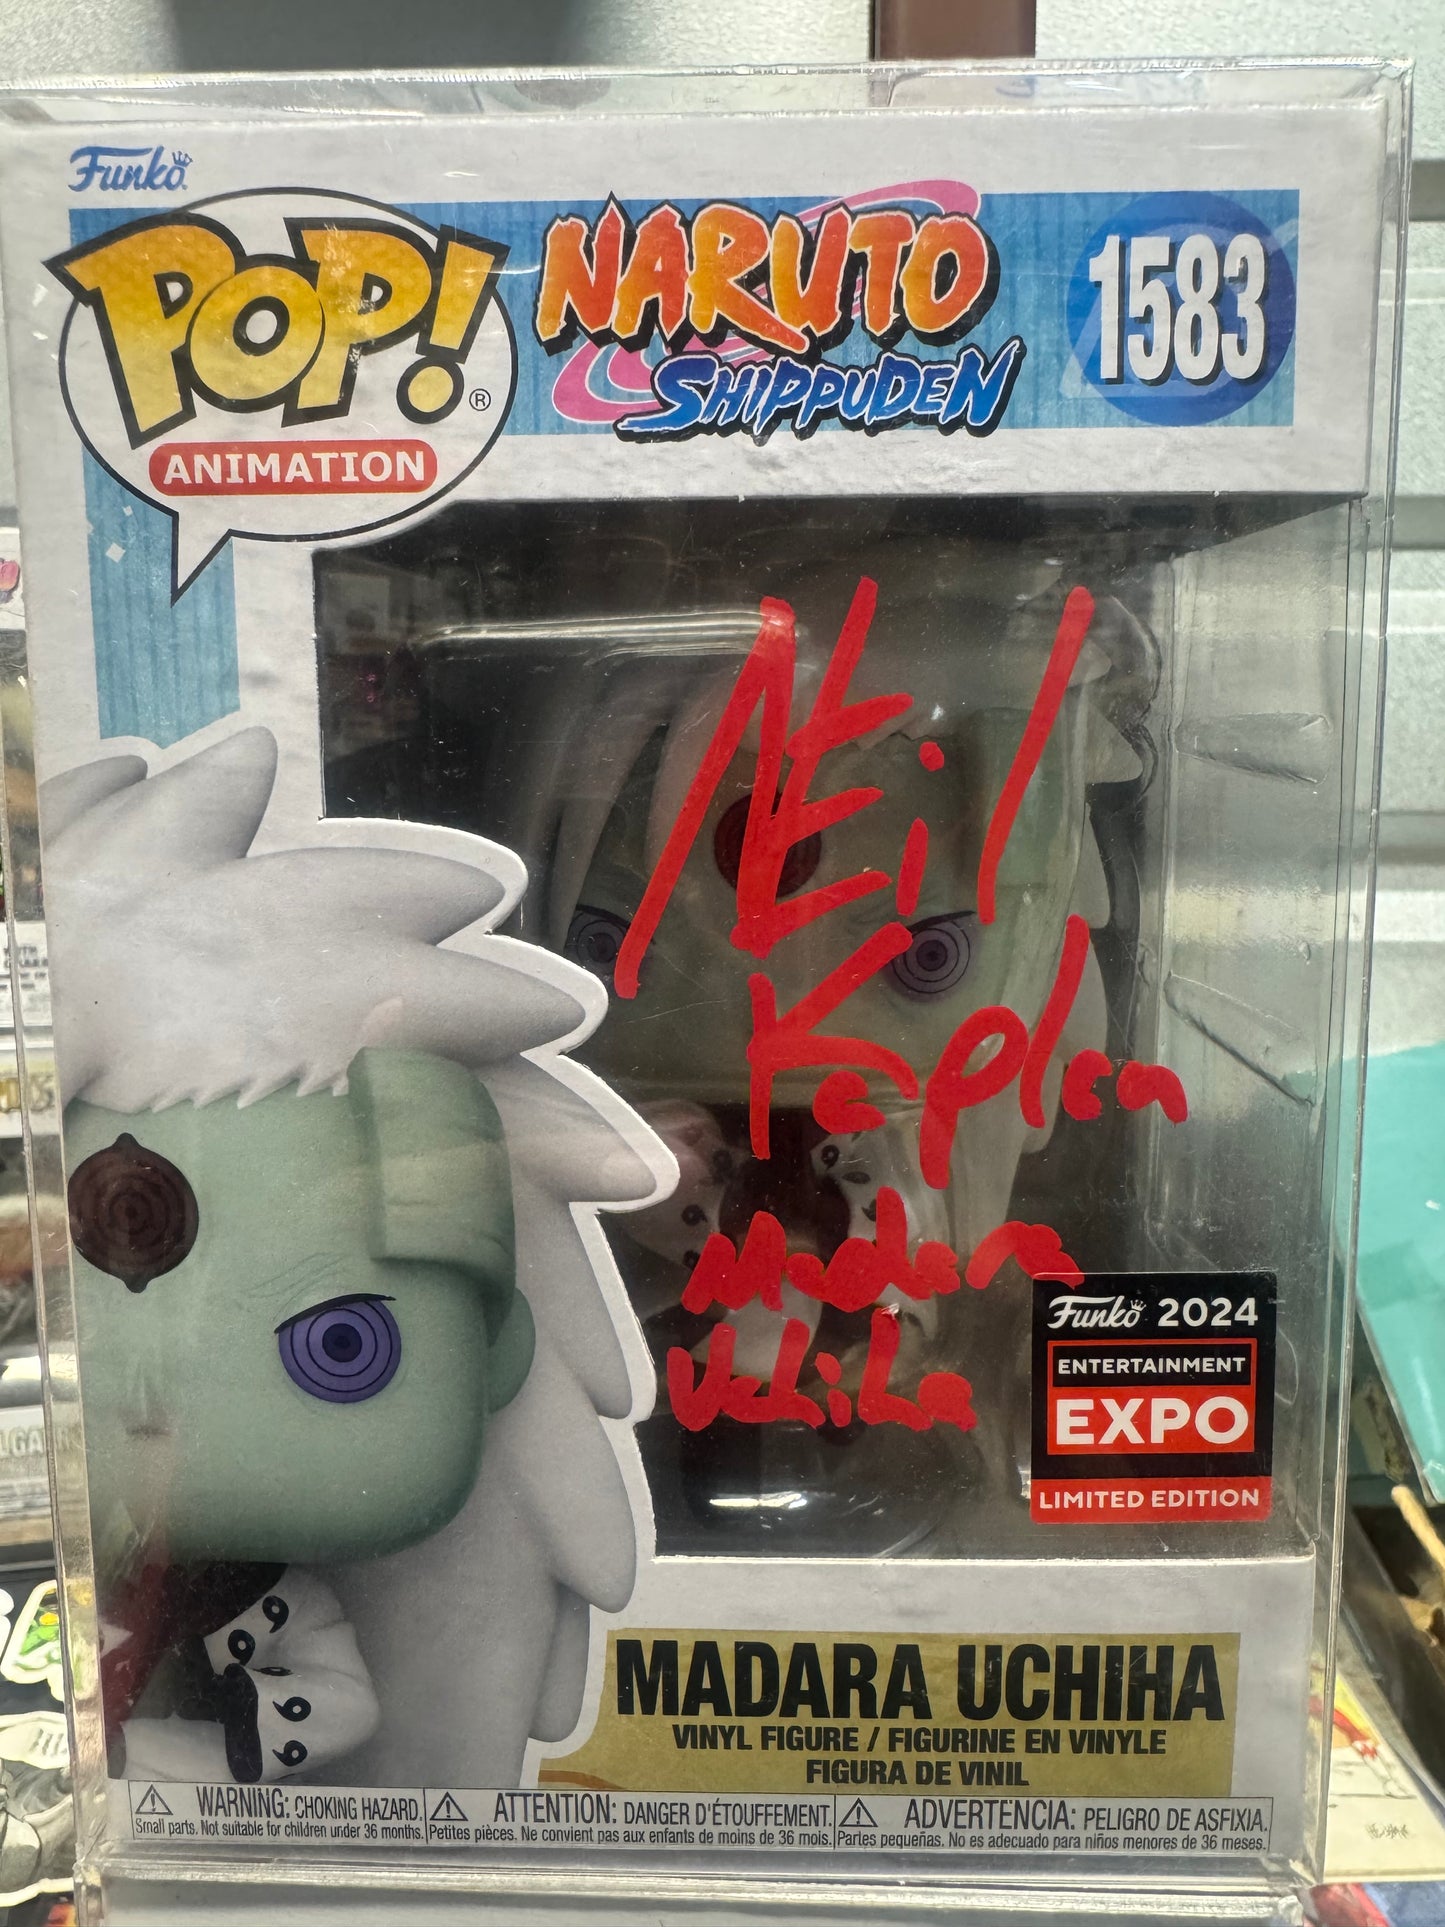 Funko
POP!®
ANIMATION
NARUTO
SHIPPUDEN
1583
NEil
Kaplan
Madara
Uchiha
Funko 2024
ENTERTAINMENT
EXPO
LIMITED EDITION
MADARA UCHIHA
VINYL FIGURE / FIGURINE EN VINYLE
FIGURA DE VINIL
WARNING: CHOKING HAZARD.
Small parts. Not suitable for children under 36 months.
ATTENTION: DANGER D'ÉTOUFFEMENT.
Petites pièces. Ne convient pas aux enfants de moins de 36 mois.
ADVERTENCIA: PELIGRO DE ASFIXIA.
Partes pequeñas. No es adecuado para niños menores de 36 meses.